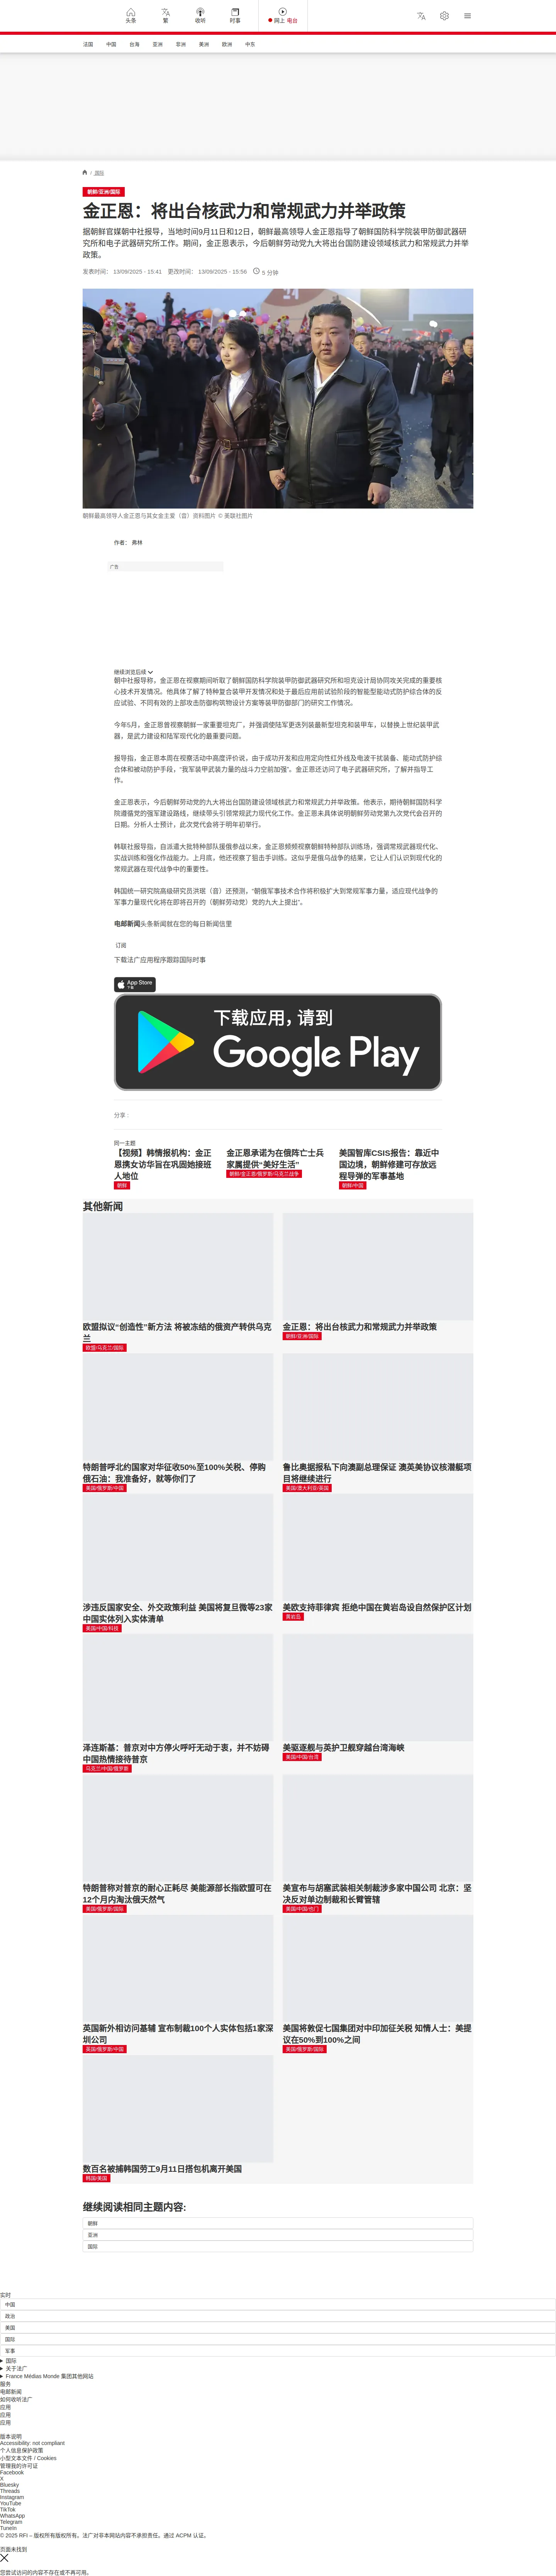 头条
繁
收听
时事
网上 电台
法国
中国
台海
亚洲
非洲
美洲
欧洲
中东
/ 国际
朝鲜/亚洲/国际
金正恩：将出台核武力和常规武力并举政策
据朝鲜官媒朝中社报导，当地时间9月11日和12日，朝鲜最高领导人金正恩指导了朝鲜国防科学院装甲防御武器研
究所和电子武器研究所工作。期间，金正恩表示，今后朝鲜劳动党九大将出台国防建设领域核武力和常规武力并举
政策。
发表时间： 13/09/2025 - 15:41 更改时间： 13/09/2025 - 15:56 5 分钟
朝鲜最高领导人金正恩与其女金主爱（音）资料图片 © 美联社图片
作者： 弗林
广告
继续浏览后续
朝中社报导称，金正恩在视察期间听取了朝鲜国防科学院装甲防御武器研究所和坦克设计局协同攻关完成的重要核
心技术开发情况。他具体了解了特种复合装甲开发情况和处于最后应用前试验阶段的智能型能动式防护综合体的反
应试验、不同有效的上部攻击防御构筑物设计方案等装甲防御部门的研究工作情况。
今年5月，金正恩曾视察朝鲜一家重要坦克厂，并强调使陆军更迭列装最新型坦克和装甲车，以替换上世纪装甲武
器，是武力建设和陆军现代化的最重要问题。
报导指，金正恩本周在视察活动中高度评价说，由于成功开发和应用定向性红外线及电波干扰装备、能动式防护综
合体和被动防护手段，“我军装甲武装力量的战斗力空前加强”。金正恩还访问了电子武器研究所，了解并指导工
作。
金正恩表示，今后朝鲜劳动党的九大将出台国防建设领域核武力和常规武力并举政策。他表示，期待朝鲜国防科学
院遵循党的强军建设路线，继续带头引领常规武力现代化工作。金正恩未具体说明朝鲜劳动党第九次党代会召开的
日期。分析人士预计，此次党代会将于明年初举行。
韩联社报导指，自派遣大批特种部队援俄参战以来，金正恩频频视察朝鲜特种部队训练场，强调常规武器现代化、
实战训练和强化作战能力。上月底，他还视察了狙击手训练。这似乎是俄乌战争的结果，它让人们认识到现代化的
常规武器在现代战争中的重要性。
韩国统一研究院高级研究员洪珉（音）还预测，“朝俄军事技术合作将积极扩大到常规军事力量，适应现代战争的
军事力量现代化将在即将召开的（朝鲜劳动党）党的九大上提出”。
电邮新闻头条新闻就在您的每日新闻信里
订阅
下载法广应用程序跟踪国际时事
App Store
下载
下载应用，请到
Google Play
分享 :
同一主题
【视频】韩情报机构：金正
恩携女访华旨在巩固她接班
人地位
朝鲜
金正恩承诺为在俄阵亡士兵
家属提供“美好生活”
朝鲜/金正恩/俄罗斯/乌克兰战争
美国智库CSIS报告：靠近中
国边境，朝鲜修建可存放远
程导弹的军事基地
朝鲜/中国
其他新闻
欧盟拟议“创造性”新方法 将被冻结的俄资产转供乌克
兰
欧盟/乌克兰/国际
金正恩：将出台核武力和常规武力并举政策
朝鲜/亚洲/国际
特朗普呼北约国家对华征收50%至100%关税、停购
俄石油：我准备好，就等你们了
美国/俄罗斯/中国
鲁比奥据报私下向澳副总理保证 澳英美协议核潜艇项
目将继续进行
美国/澳大利亚/英国
涉违反国家安全、外交政策利益 美国将复旦微等23家
中国实体列入实体清单
美国/中国/科技
美欧支持菲律宾 拒绝中国在黄岩岛设自然保护区计划
黄岩岛
泽连斯基：普京对中方停火呼吁无动于衷，并不妨碍
中国热情接待普京
乌克兰/中国/俄罗斯
美驱逐舰与英护卫舰穿越台湾海峡
美国/中国/台湾
特朗普称对普京的耐心正耗尽 美能源部长指欧盟可在
12个月内淘汰俄天然气
美国/俄罗斯/国际
美宣布与胡塞武装相关制裁涉多家中国公司 北京：坚
决反对单边制裁和长臂管辖
美国/中国/也门
英国新外相访问基辅 宣布制裁100个人实体包括1家深
圳公司
英国/俄罗斯/中国
美国将敦促七国集团对中印加征关税 知情人士：美提
议在50%到100%之间
美国/俄罗斯/国际
数百名被捕韩国劳工9月11日搭包机离开美国
韩国/美国
继续阅读相同主题内容:
朝鲜
亚洲
国际
实时
中国
政治
美国
国际
军事
国际
关于法广
France Médias Monde 集团其他网站
服务
电邮新闻
如何收听法广
应用
应用
应用
版本说明
Accessibility: not compliant
个人信息保护政策
小型文本文件 / Cookies
管理我的许可证
Facebook
X
Bluesky
Threads
Instagram
YouTube
TikTok
WhatsApp
Telegram
TuneIn
© 2025 RFI – 版权所有版权所有。法广对非本网站内容不承担责任。通过 ACPM 认证。
页面未找到
您尝试访问的内容不存在或不再可用。